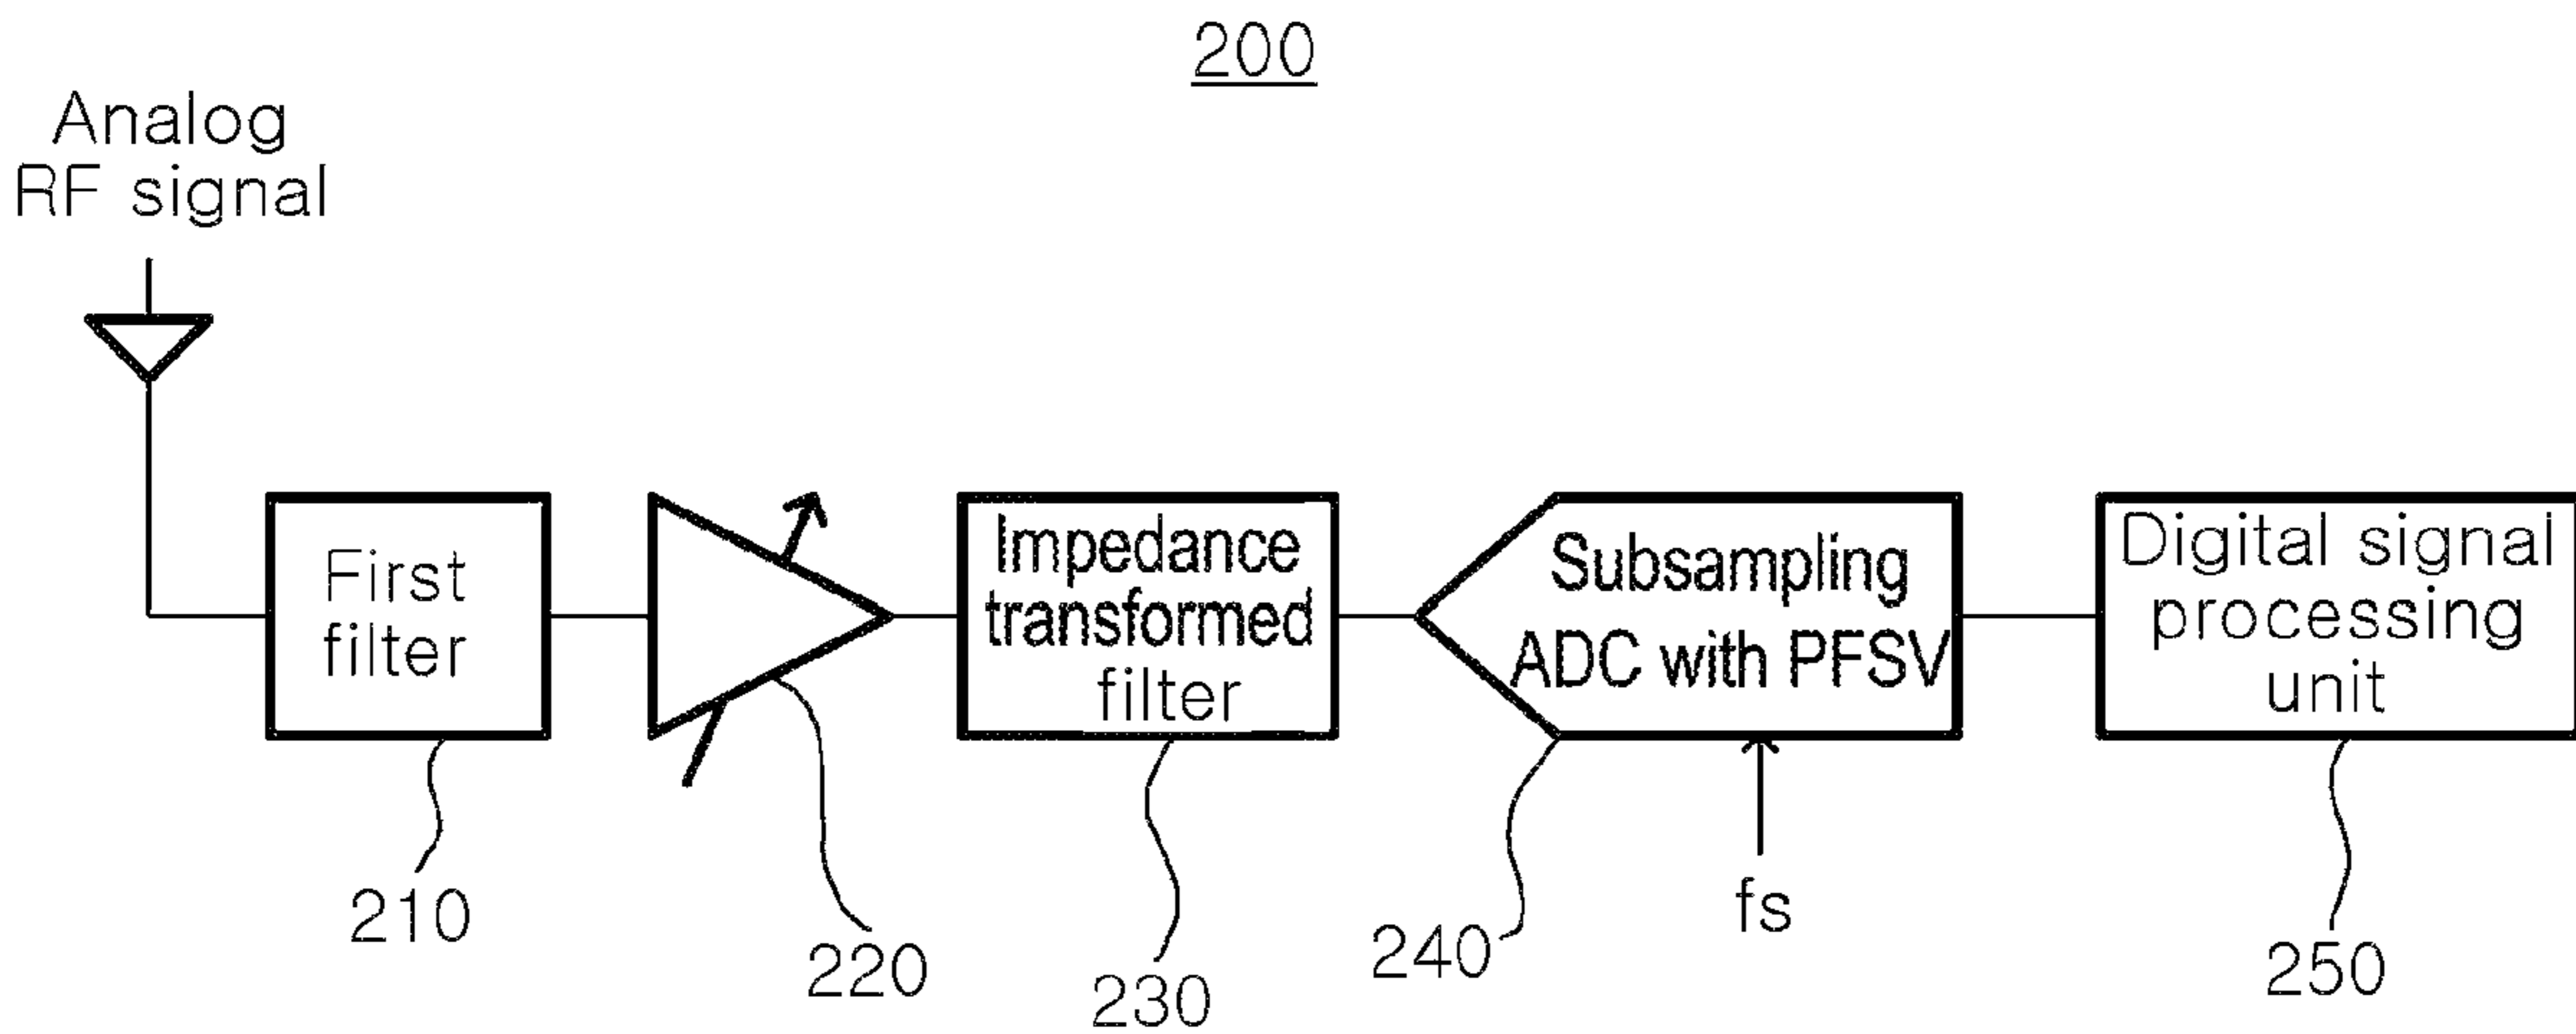 200
Analog
RF signal
First
filter
Impedance
transformed
filter
Subsampling
ADC with PFSV
Digital signal
processing
unit
210
220
230
240
fs
250